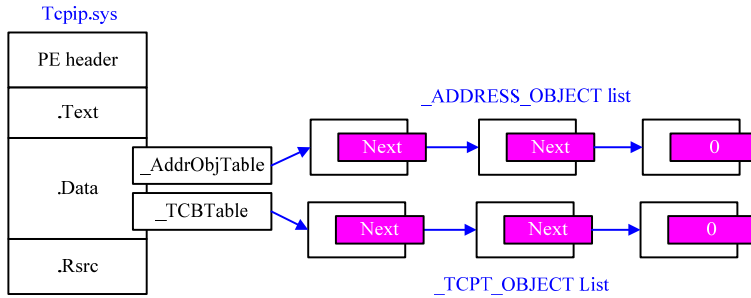 Tcpip.sys
PE header
.Text
_ADDRESS_OBJECT list
Next
Next
0
_AddrObjTable
.Data
_TCBTable
Next
Next
0
.Rsrc
_TCPT_OBJECT List